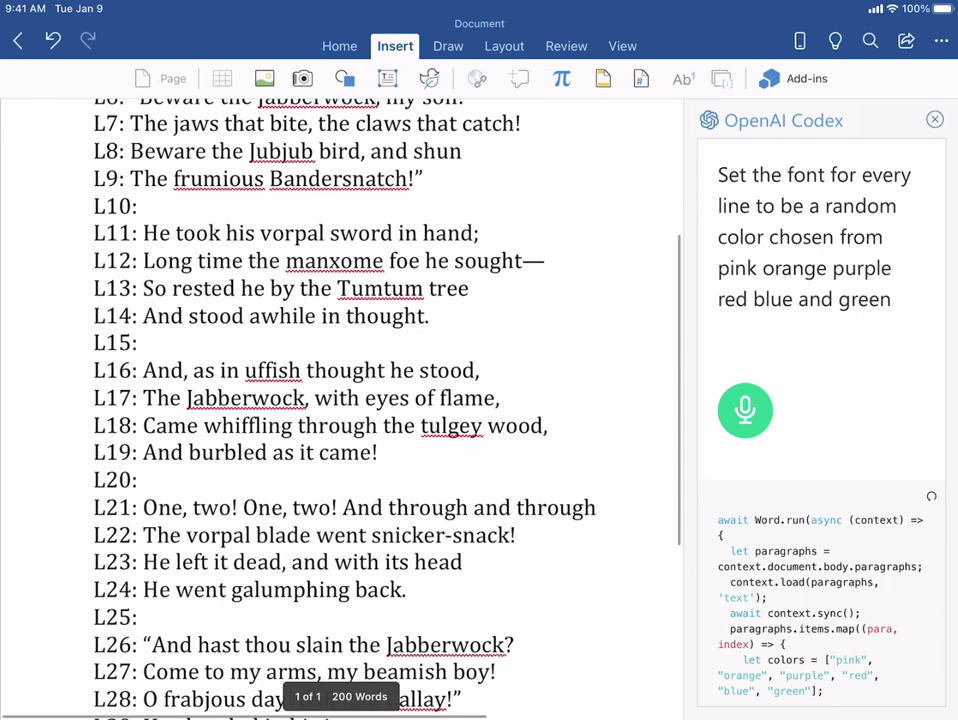 9:41 AM Tue Jan 9
100%
Document
Home Insert Draw Layout Review View
Page
π
#
Ab¹
Add-ins
L6: “Beware the Jabberwock, my son!
L7: The jaws that bite, the claws that catch!
L8: Beware the Jubjub bird, and shun
L9: The frumious Bandersnatch!”
L10:
L11: He took his vorpal sword in hand;
L12: Long time the manxome foe he sought—
L13: So rested he by the Tumtum tree
L14: And stood awhile in thought.
L15:
L16: And, as in uffish thought he stood,
L17: The Jabberwock, with eyes of flame,
L18: Came whiffling through the tulgey wood,
L19: And burbled as it came!
L20:
L21: One, two! One, two! And through and through
L22: The vorpal blade went snicker-snack!
L23: He left it dead, and with its head
L24: He went galumphing back.
L25:
L26: “And hast thou slain the Jabberwock?
L27: Come to my arms, my beamish boy!
L28: O frabjous day allay!”
1 of 1 200 Words
OpenAI Codex
Set the font for every
line to be a random
color chosen from
pink orange purple
red blue and green
await Word.run(async (context) =>
{
let paragraphs =
context.document.body.paragraphs;
context.load(paragraphs,
'text');
await context.sync();
paragraphs.items.map((para,
index) => {
let colors = ["pink",
"orange", "purple", "red",
"blue", "green"];